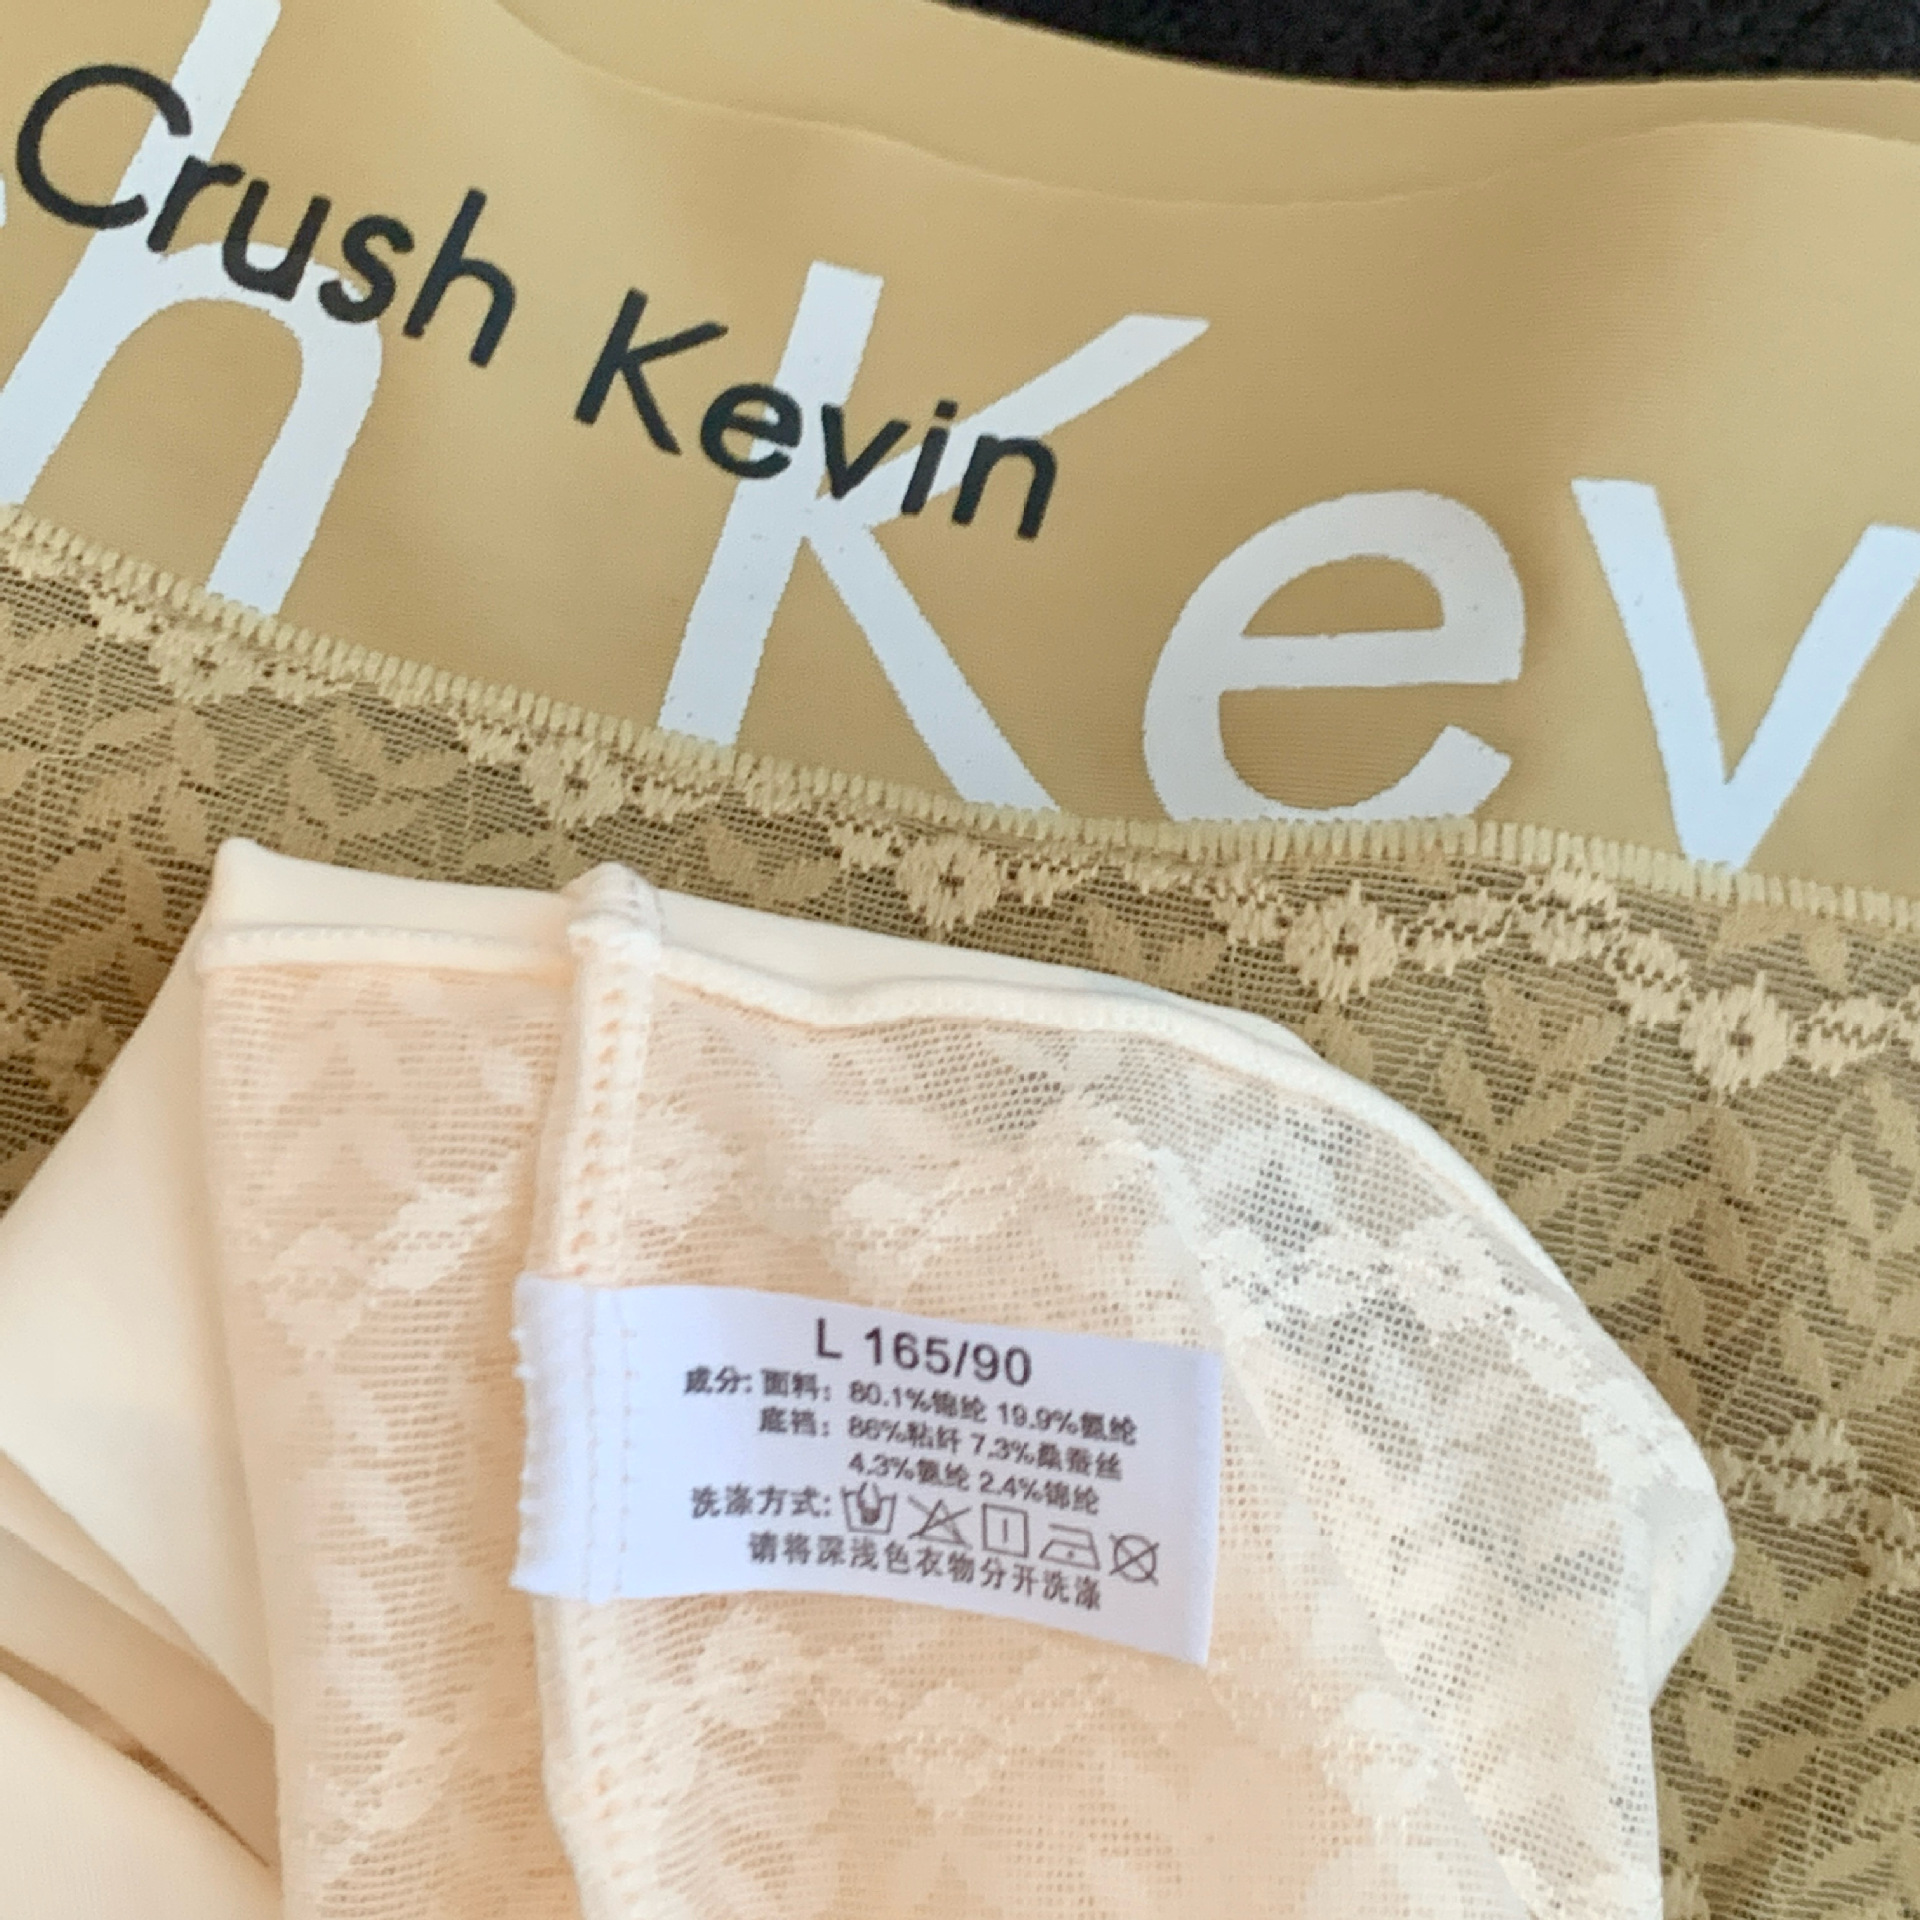 Crush Kevin
h Kev
L 165/90
成分: 面料: 80.1%锦纶 19.9%氨纶
底裆: 86%粘纤 7.3%桑蚕丝
4.3%氨纶 2.4%锦纶
洗涤方式:
请将深浅色衣物分开洗涤